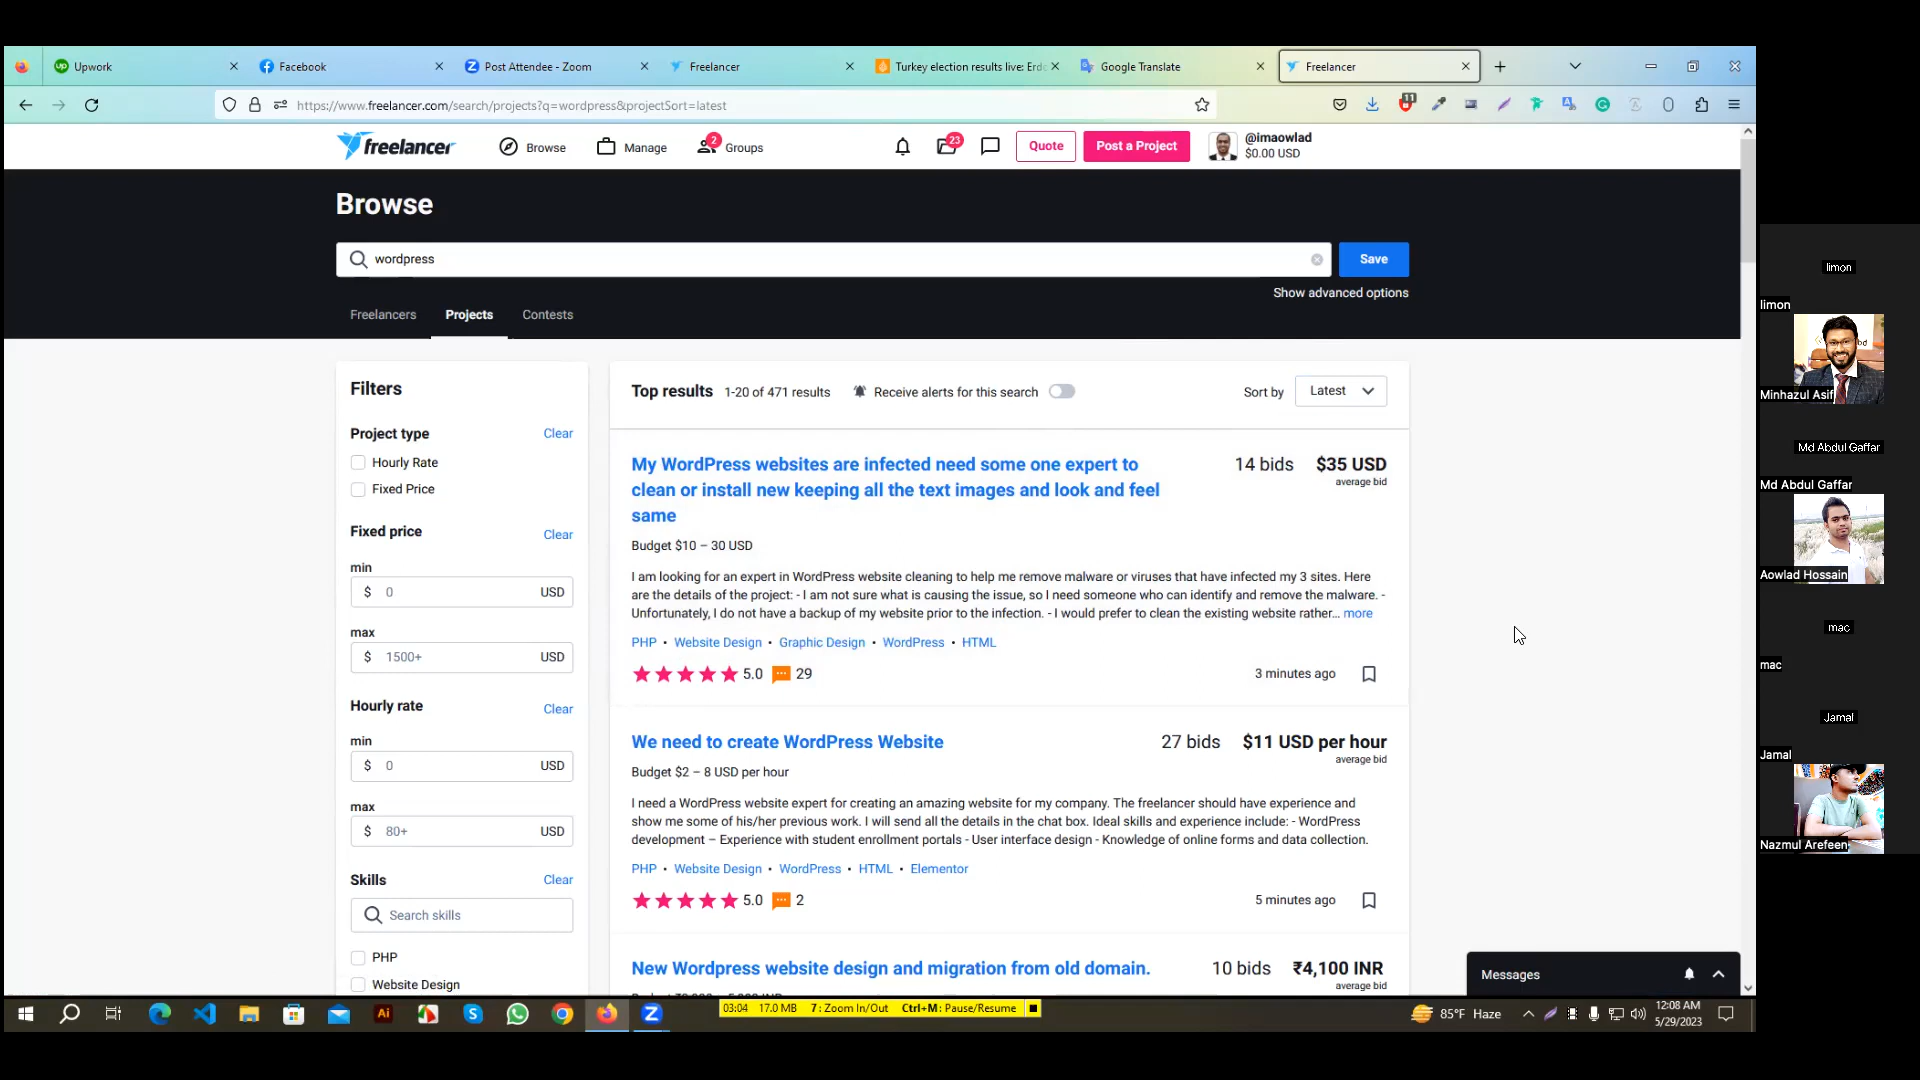 Upwork
Facebook
Post Attendee - Zoom
Freelancer
Turkey election results live: Erdo
Google Translate
Freelancer
https://www.freelancer.com/search/projects?q=wordpress&projectSort=latest
11
freelancer
Browse
Manage
2
Groups
23
Quote
Post a Project
@imaowlad
$0.00 USD
Browse
wordpress
Save
Show advanced options
Freelancers
Projects
Contests
Filters
Project type
Clear
Hourly Rate
Fixed Price
Fixed price
Clear
min
$ 0 USD
max
$ 1500+ USD
Hourly rate
Clear
min
$ 0 USD
max
$ 80+ USD
Skills
Clear
Search skills
PHP
Website Design
Top results 1-20 of 471 results Receive alerts for this search
Sort by Latest
My WordPress websites are infected need some one expert to
clean or install new keeping all the text images and look and feel
same
14 bids $35 USD
average bid
Budget $10 – 30 USD
I am looking for an expert in WordPress website cleaning to help me remove malware or viruses that have infected my 3 sites. Here
are the details of the project: - I am not sure what is causing the issue, so I need someone who can identify and remove the malware. -
Unfortunately, I do not have a backup of my website prior to the infection. - I would prefer to clean the existing website rather... more
PHP • Website Design • Graphic Design • WordPress • HTML
5.0 29
3 minutes ago
We need to create WordPress Website
27 bids $11 USD per hour
average bid
Budget $2 – 8 USD per hour
I need a WordPress website expert for creating an amazing website for my company. The freelancer should have experience and
show me some of his/her previous work. I will send all the details in the chat box. Ideal skills and experience include: - WordPress
development – Experience with student enrollment portals - User interface design - Knowledge of online forms and data collection.
PHP • Website Design • WordPress • HTML • Elementor
5.0 2
5 minutes ago
New Wordpress website design and migration from old domain.
10 bids ₹4,100 INR
average bid
Messages
03:04 17.0 MB 7 : Zoom In/Out Ctrl+M : Pause/Resume
85°F Haze
12:08 AM
5/29/2023
limon
limon
Minhazul Asif
Md Abdul Gaffar
Md Abdul Gaffar
Aowlad Hossain
mac
mac
Jamal
Jamal
Nazmul Arefeen